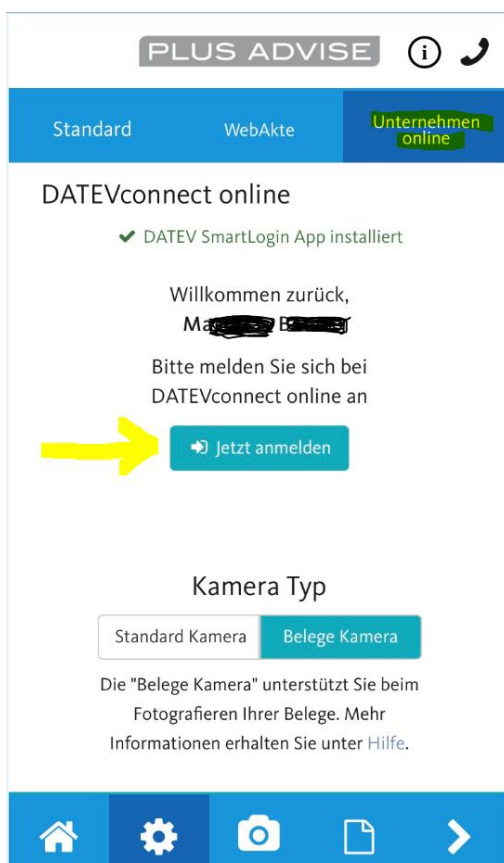 PLUS ADVISE
Standard
WebAkte
Unternehmen
online
DATEVconnect online
DATEV SmartLogin App installiert
Willkommen zurück,
Bitte melden Sie sich bei
DATEVconnect online an
Jetzt anmelden
Kamera Typ
Standard Kamera
Belege Kamera
Die "Belege Kamera" unterstützt Sie beim
Fotografieren Ihrer Belege. Mehr
Informationen erhalten Sie unter Hilfe.